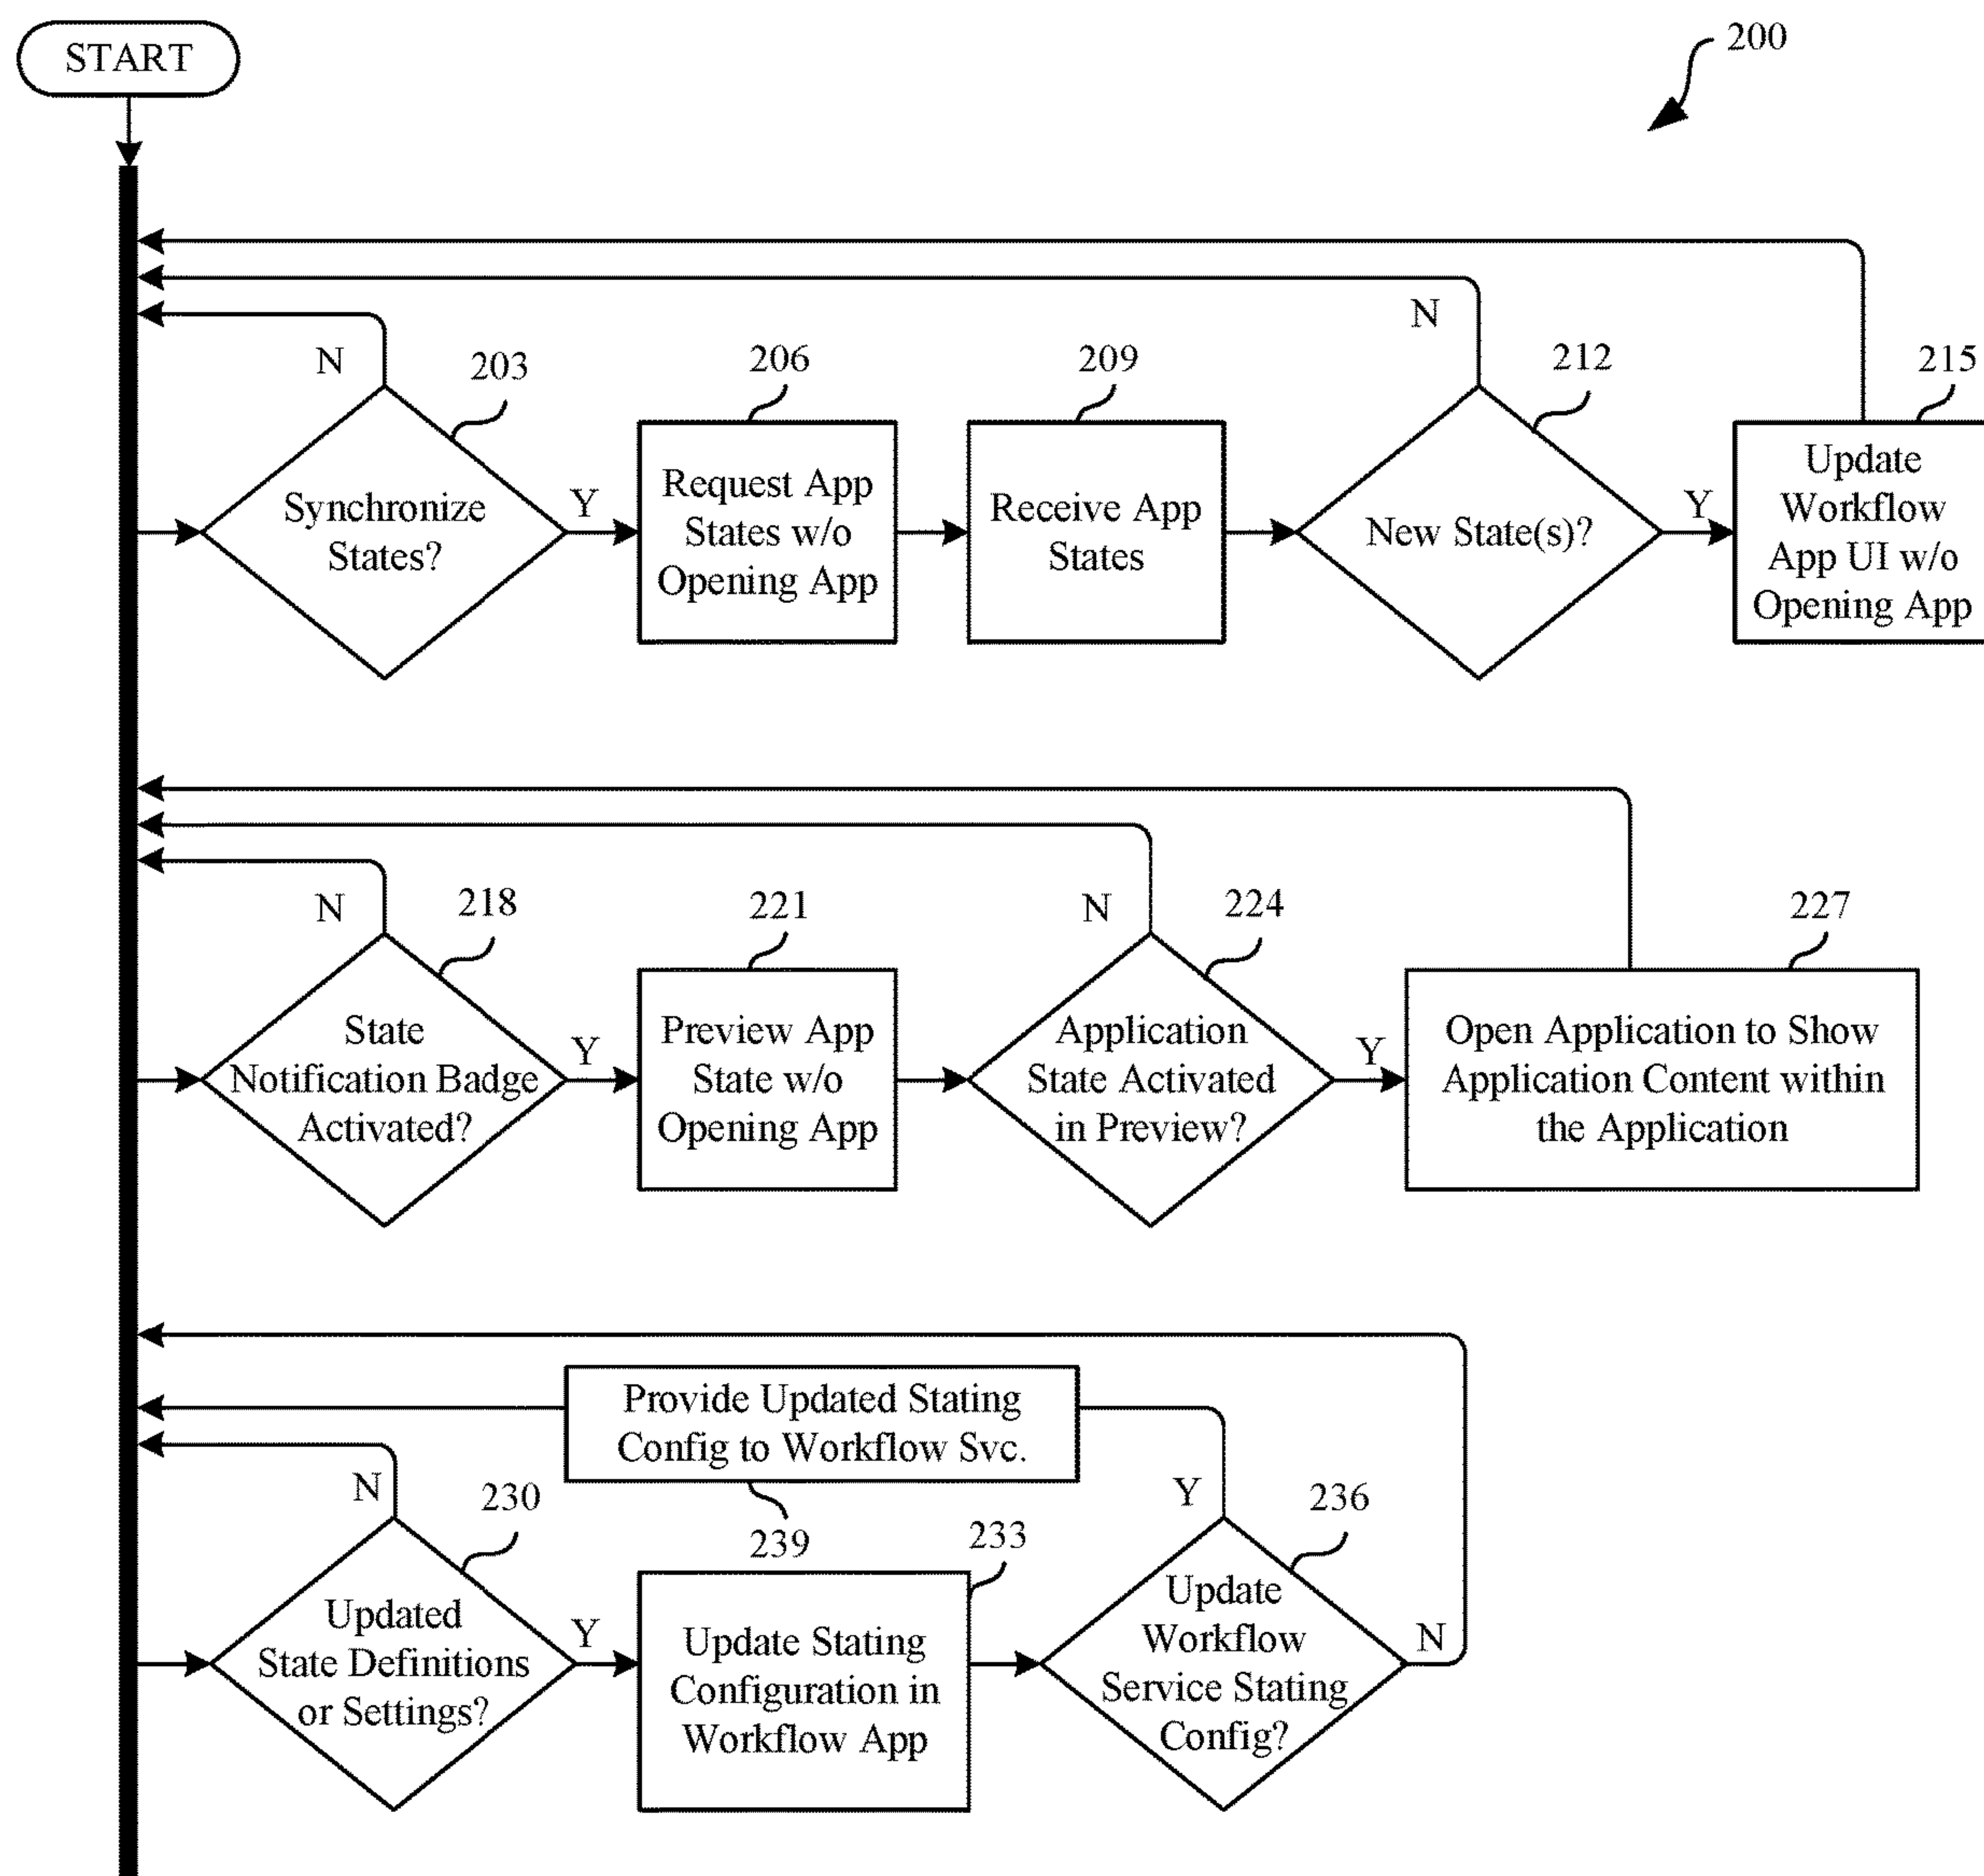 START
200
N
203
206
209
N
212
215
Synchronize
States?
Y
Request App
States w/o
Opening App
Receive App
States
New State(s)?
Y
Update
Workflow
App UI w/o
Opening App
N
218
221
N
224
227
State
Notification Badge
Activated?
Y
Preview App
State w/o
Opening App
Application
State Activated
in Preview?
Y
Open Application to Show
Application Content within
the Application
Provide Updated Stating
Config to Workflow Svc.
239
N
230
233
Y
236
Updated
State Definitions
or Settings?
Y
Update Stating
Configuration in
Workflow App
Update
Workflow
Service Stating
Config?
N